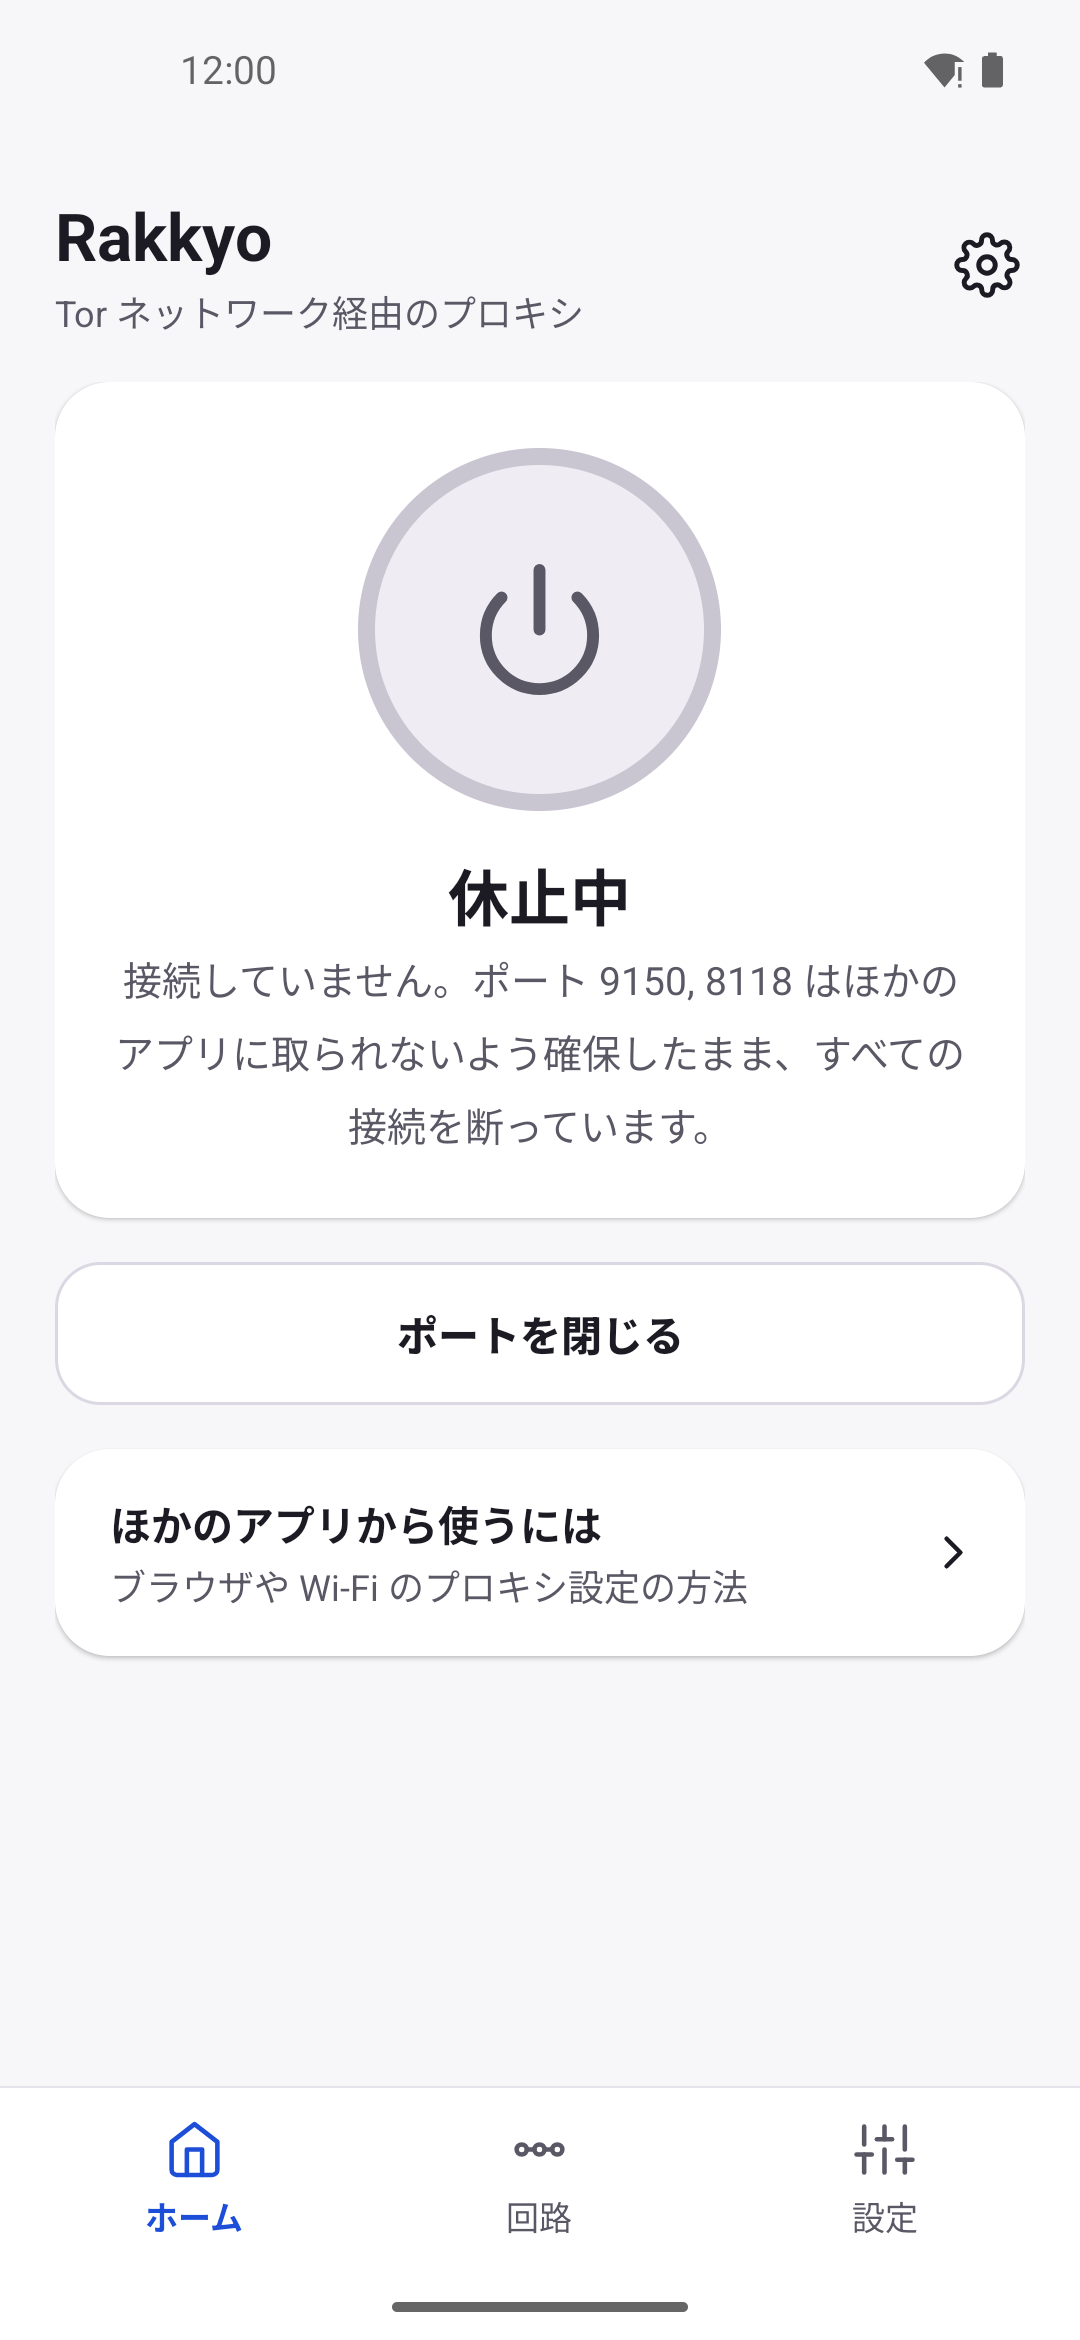 12:00
Rakkyo
Tor ネットワーク経由のプロキシ
休止中
接続していません。ポート 9150, 8118 はほかの
アプリに取られないよう確保したまま、すべての
接続を断っています。
ポートを閉じる
ほかのアプリから使うには
ブラウザや Wi-Fi のプロキシ設定の方法
ホーム
回路
設定